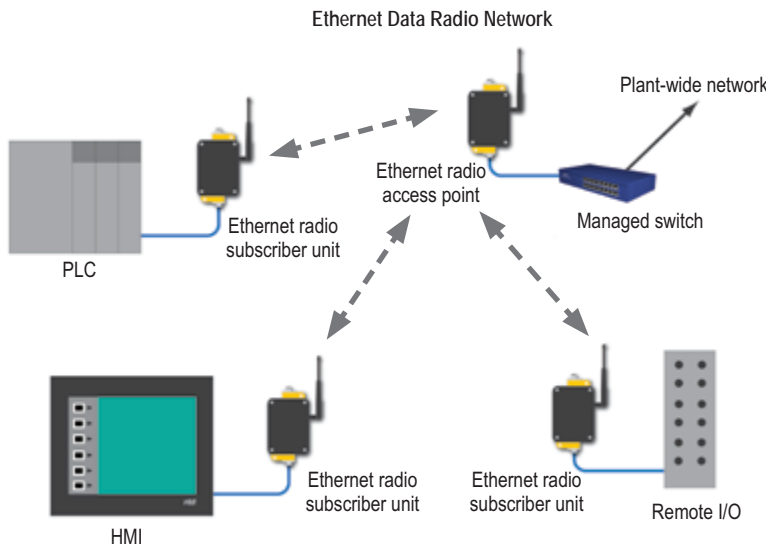 Ethernet Data Radio Network
Plant-wide network
Ethernet radio
access point
Managed switch
Ethernet radio
subscriber unit
PLC
Ethernet radio
subscriber unit
HMI
HMI
Ethernet radio
subscriber unit
Remote I/O